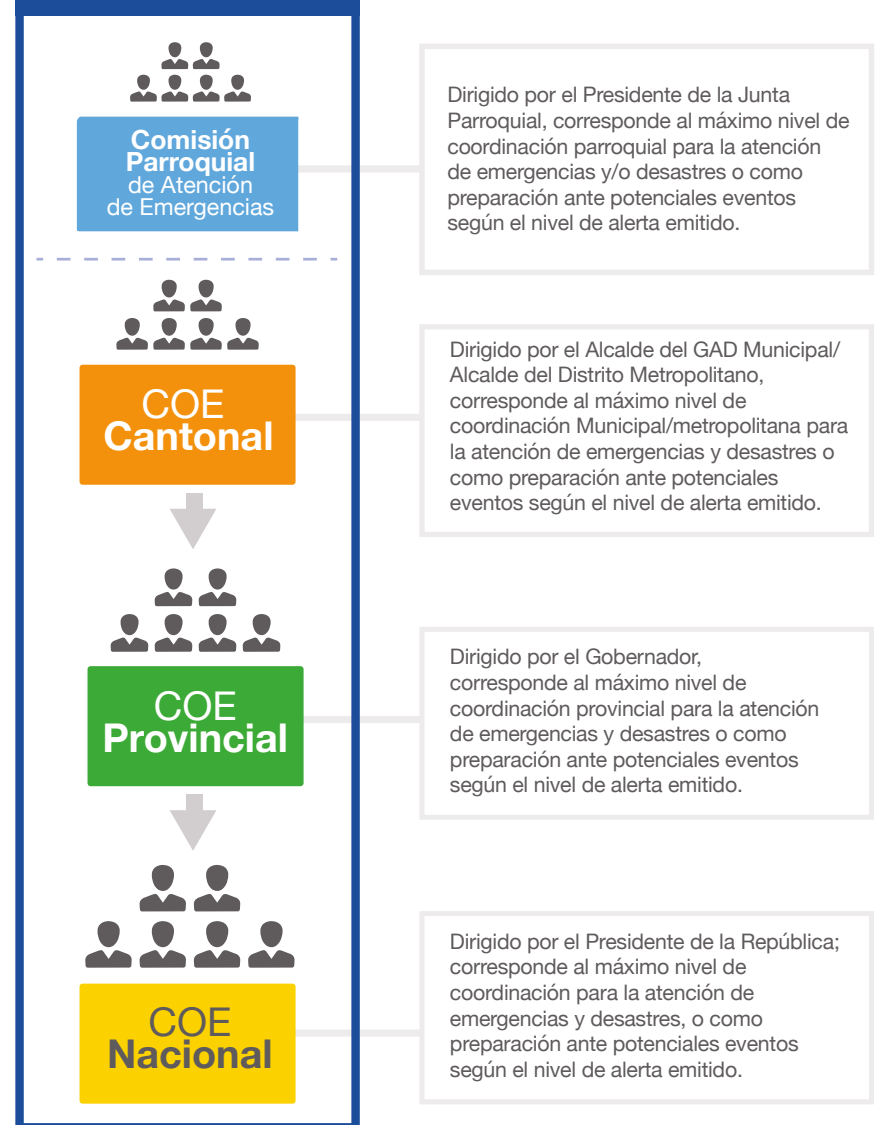 Comisión
Parroquial
de Atención
de Emergencias
Dirigido por el Presidente de la Junta
Parroquial, corresponde al máximo nivel de
coordinación parroquial para la atención
de emergencias y/o desastres o como
preparación ante potenciales eventos
según el nivel de alerta emitido.
COE
Cantonal
Dirigido por el Alcalde del GAD Municipal/
Alcalde del Distrito Metropolitano,
corresponde al máximo nivel de
coordinación Municipal/metropolitana para
la atención de emergencias y desastres o
como preparación ante potenciales
eventos según el nivel de alerta emitido.
COE
Provincial
Dirigido por el Gobernador,
corresponde al máximo nivel de
coordinación provincial para la atención
de emergencias y desastres o como
preparación ante potenciales eventos
según el nivel de alerta emitido.
COE
Nacional
Dirigido por el Presidente de la República;
corresponde al máximo nivel de
coordinación para la atención de
emergencias y desastres, o como
preparación ante potenciales eventos
según el nivel de alerta emitido.